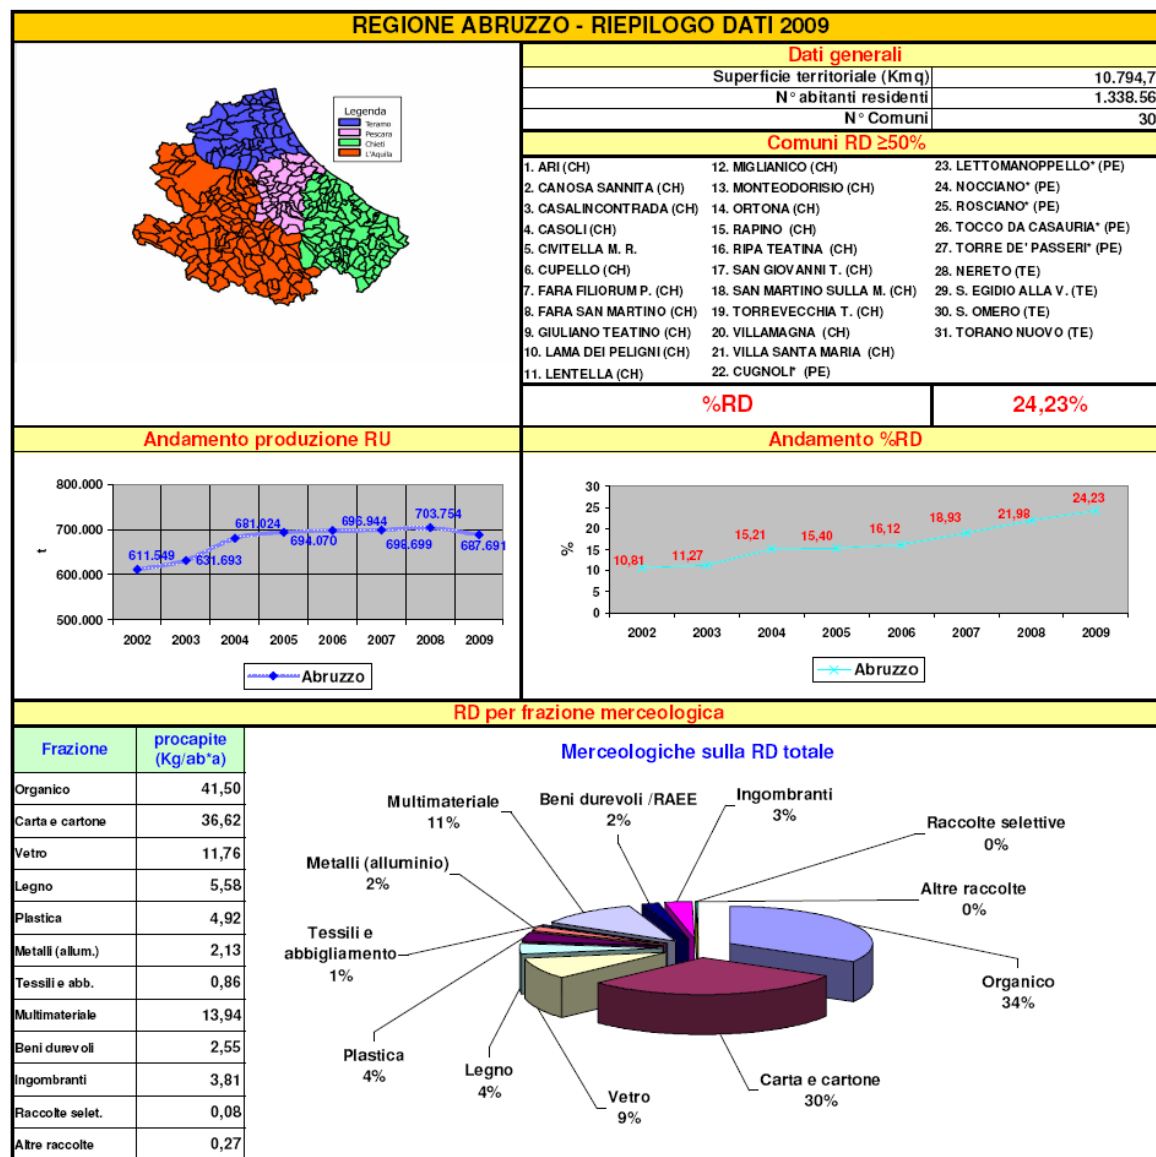 REGIONE ABRUZZO - RIEPILOGO DATI 2009
Legenda
Teramo
Pescara
Chieti
L'Aquila
Dati generali
Superficie territoriale (Kmq) 10.794,7
N° abitanti residenti 1.338.56
N° Comuni 30
Comuni RD ≥50%
1. ARI (CH)
2. CANOSA SANNITA (CH)
3. CASALINCONTRADA (CH)
4. CASOLI (CH)
5. CIVITELLA M. R.
6. CUPELLO (CH)
7. FARA FILIORUM P. (CH)
8. FARA SAN MARTINO (CH)
9. GIULIANO TEATINO (CH)
10. LAMA DEI PELIGNI (CH)
11. LENTELLA (CH)
12. MIGLIANICO (CH)
13. MONTEODORISIO (CH)
14. ORTONA (CH)
15. RAPINO (CH)
16. RIPA TEATINA (CH)
17. SAN GIOVANNI T. (CH)
18. SAN MARTINO SULLA M. (CH)
19. TORREVECCHIA T. (CH)
20. VILLAMAGNA (CH)
21. VILLA SANTA MARIA (CH)
22. CUGNOLI* (PE)
23. LETTOMANOPPELLO* (PE)
24. NOCCIANO* (PE)
25. ROSCIANO* (PE)
26. TOCCO DA CASAURIA* (PE)
27. TORRE DE' PASSERI* (PE)
28. NERETO (TE)
29. S. EGIDIO ALLA V. (TE)
30. S. OMERO (TE)
31. TORANO NUOVO (TE)
%RD 24,23%
Andamento produzione RU
800.000
700.000
600.000
500.000
t
611.549
631.693
681.024
694.070
696.944
698.699
703.754
687.691
2002 2003 2004 2005 2006 2007 2008 2009
Abruzzo
Andamento %RD
30
25
20
15
10
5
0
%
10,81
11,27
15,21
15,40
16,12
18,93
21,98
24,23
2002 2003 2004 2005 2006 2007 2008 2009
Abruzzo
RD per frazione merceologica
Frazione procapite
(Kg/ab*a)
Organico 41,50
Carta e cartone 36,62
Vetro 11,76
Legno 5,58
Plastica 4,92
Metalli (allum.) 2,13
Tessili e abb. 0,86
Multimateriale 13,94
Beni durevoli 2,55
Ingombranti 3,81
Raccolte selet. 0,08
Altre raccolte 0,27
Merceologiche sulla RD totale
Multimateriale
11%
Beni durevoli /RAEE
2%
Ingombranti
3%
Raccolte selettive
0%
Altre raccolte
0%
Metalli (alluminio)
2%
Tessili e
abbigliamento
1%
Plastica
4%
Legno
4%
Vetro
9%
Carta e cartone
30%
Organico
34%